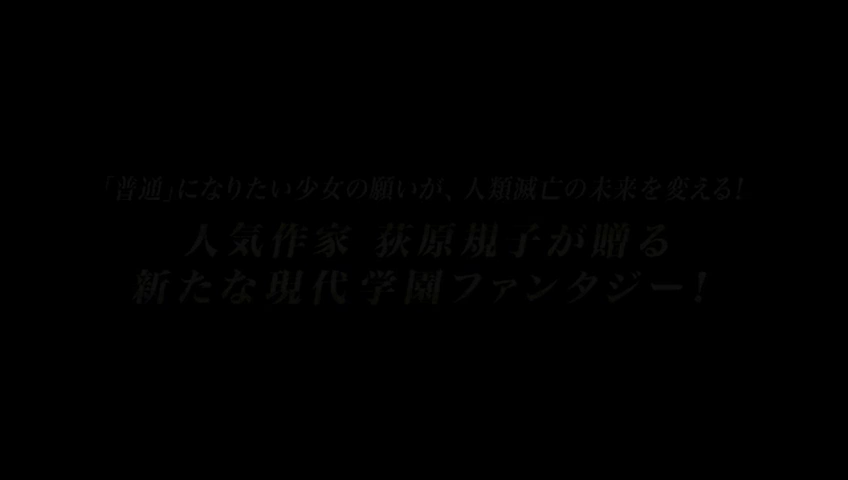 「普通」になりたい少女の願いが、人類滅亡の未来を変える!
人気作家 荻原規子が贈る
新たな現代学園ファンタジー!